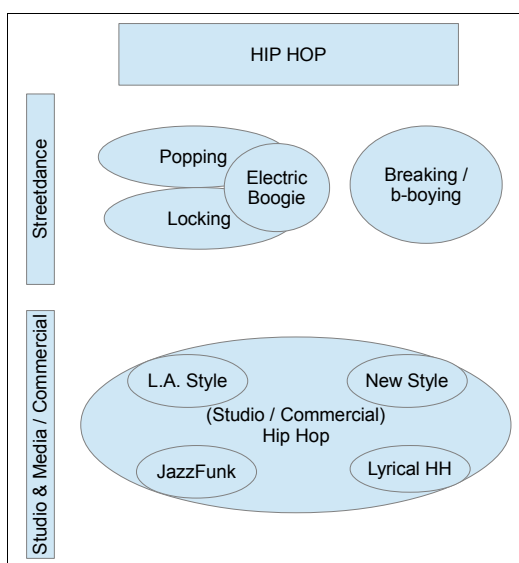 HIP HOP
Streetdance
Popping
Electric
Boogie
Locking
Breaking /
b-boying
Studio & Media / Commercial
L.A. Style
New Style
(Studio / Commercial)
Hip Hop
JazzFunk
Lyrical HH